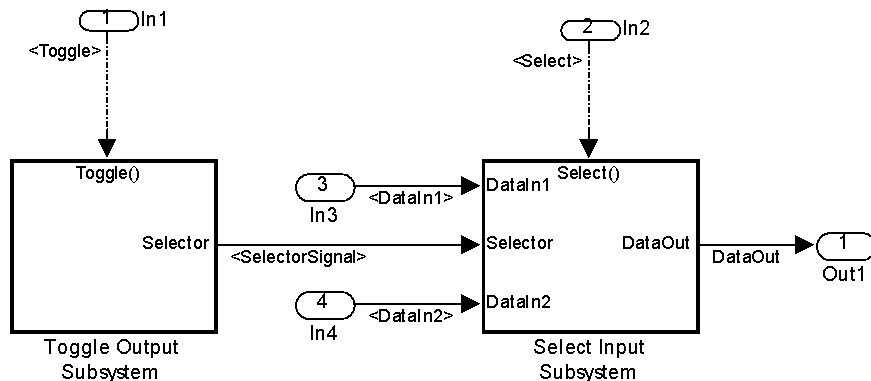 1
In1
<Toggle>
2
In2
<Select>
Toggle()
Selector
Toggle Output
Subsystem
<SelectorSignal>
3
In3
<DataIn1>
4
In4
<DataIn2>
Select()
DataIn1
Selector
DataIn2
DataOut
Select Input
Subsystem
DataOut
1
Out1